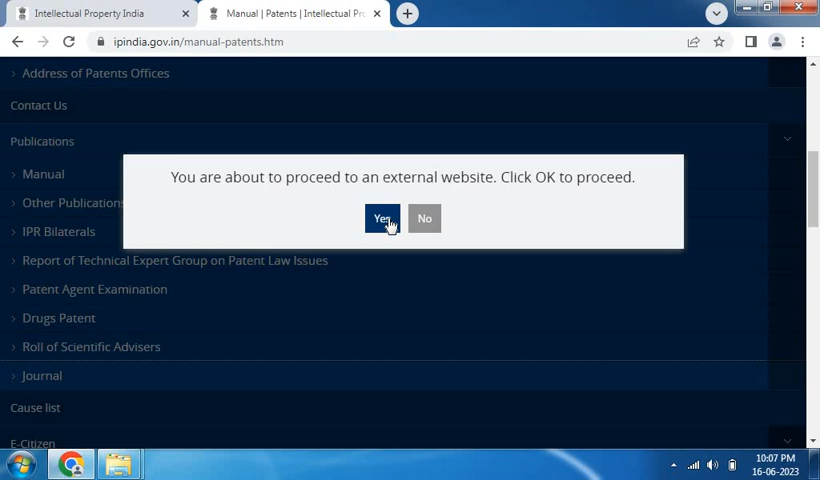 Intellectual Property India
Manual | Patents | Intellectual Pro
ipindia.gov.in/manual-patents.htm
Address of Patents Offices
Contact Us
Publications
You are about to proceed to an external website. Click OK to proceed.
Manual
Yes No
Other Publications
IPR Bilaterals
Report of Technical Expert Group on Patent Law Issues
Patent Agent Examination
Drugs Patent
Roll of Scientific Advisers
Journal
Cause list
E-Citizen
10:07 PM
16-06-2023